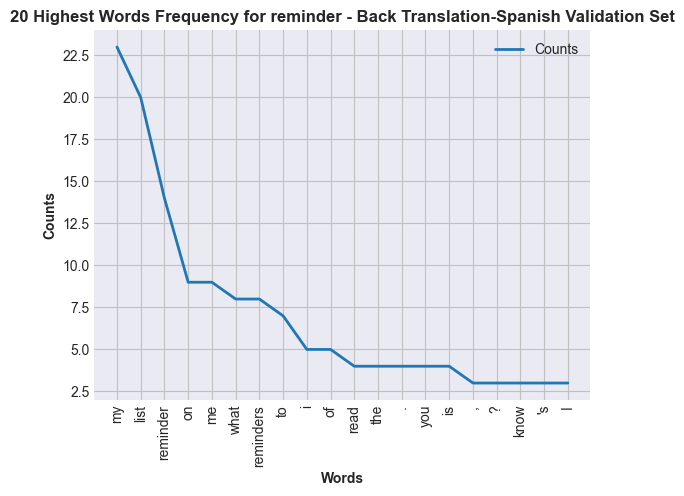 20 Highest Words Frequency for reminder - Back Translation-Spanish Validation Set
Counts
22.5
20.0
17.5
15.0
12.5
10.0
7.5
5.0
2.5
Counts
my
list
reminder
on
me
what
reminders
to
i
of
read
the
.
you
is
,
?
know
's
I
Words